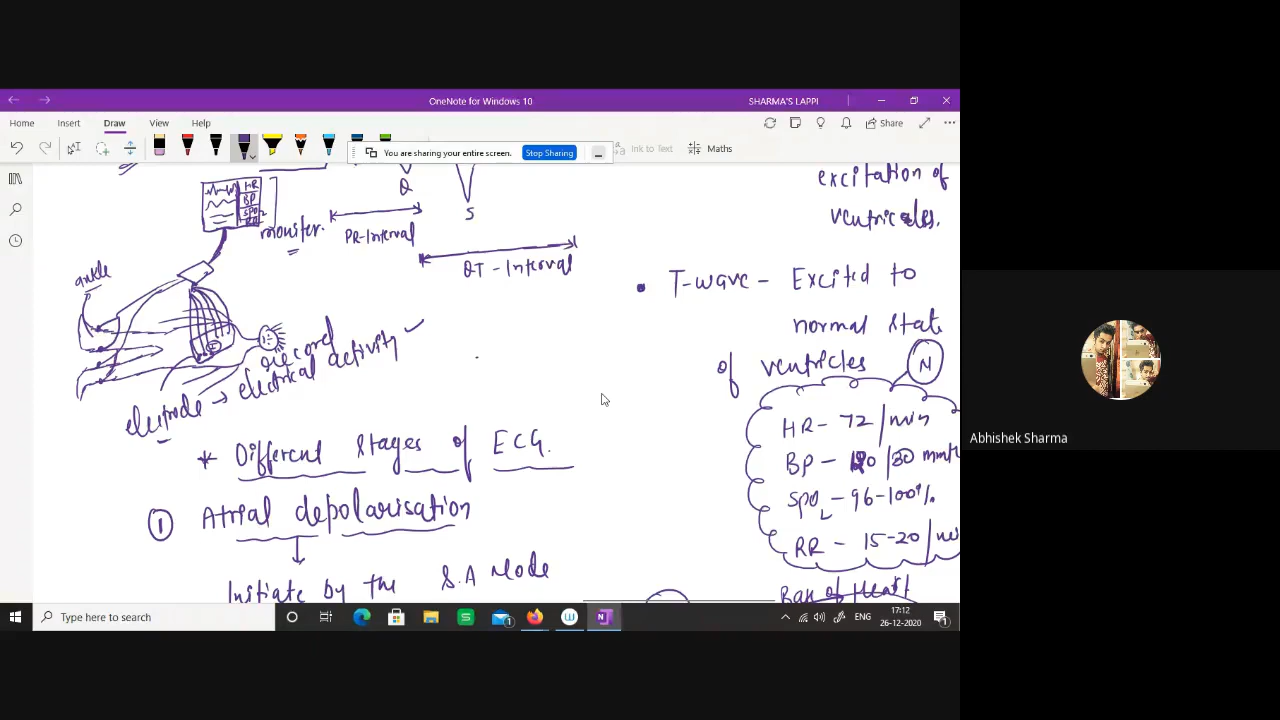 OneNote for Windows 10
SHARMA'S LAPPI
Home Insert Draw View Help
Share
You are sharing your entire screen.
Stop Sharing
Ink to Text
Maths
HR
BP
SPO2
RR
moniter.
Q
S
PR-Interval
QT-Interval
ankle
record
electrode → electrical activity ✓
* Different Stages of ECG.
① Atrial depolarisation
Initiate by the S.A Node
excitation of
ventricles.
• T-wave - Excited to
normal state
of ventricles
N
HR - 72/min
BP - 120/80 mmH
SPO2 - 96-100%
RR - 15-20/
Abhishek Sharma
Type here to search
ENG
17:12
26-12-2020